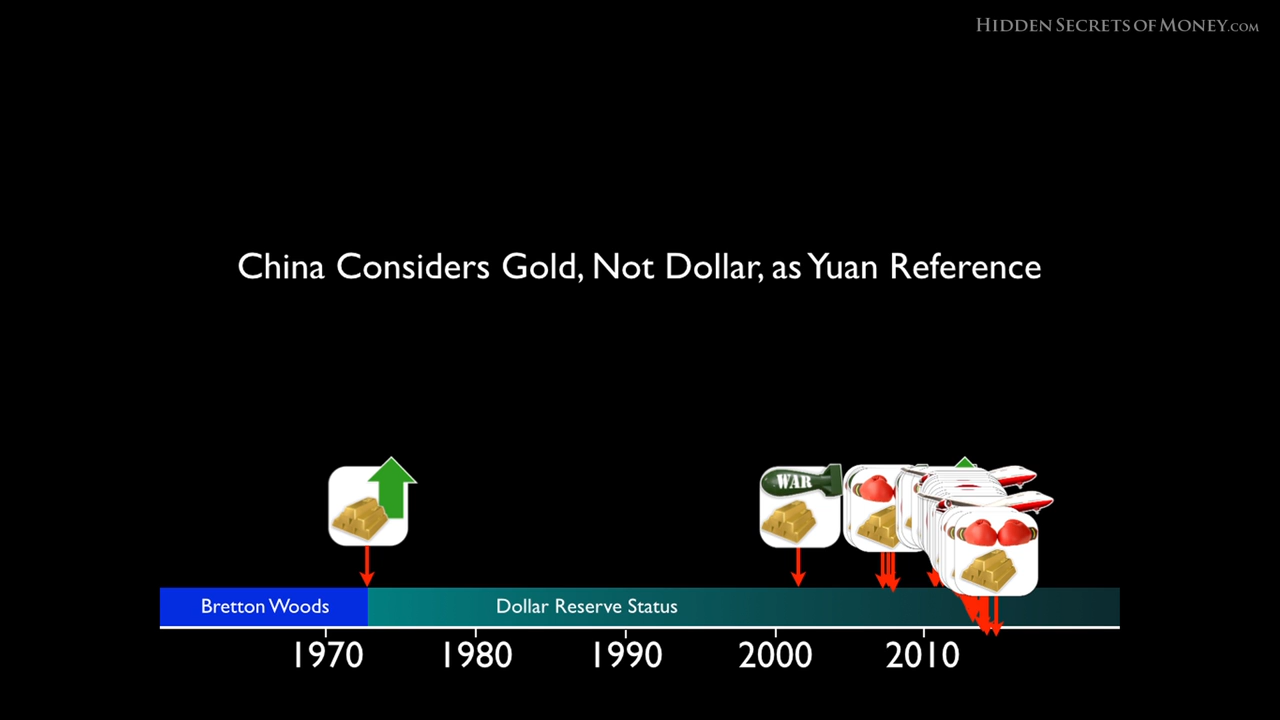 HIDDEN SECRETS OF MONEY.COM
China Considers Gold, Not Dollar, as Yuan Reference
WAR
Bretton Woods
Dollar Reserve Status
1970 1980 1990 2000 2010